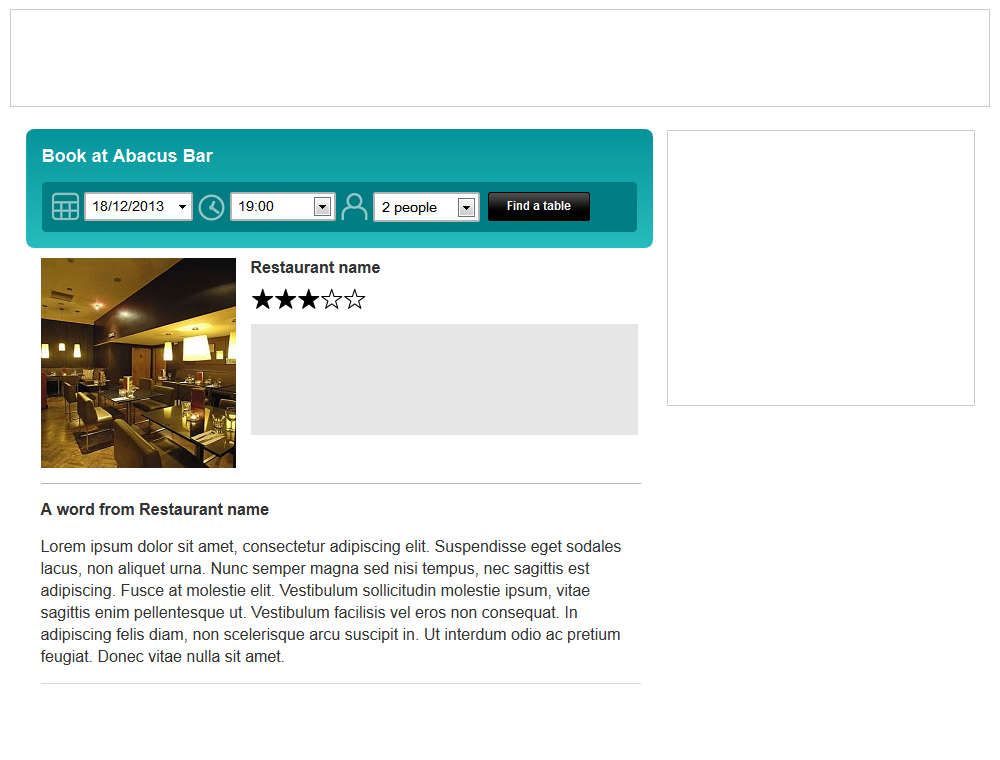 Book at Abacus Bar
18/12/2013 19:00 2 people Find a table
Restaurant name
A word from Restaurant name
Lorem ipsum dolor sit amet, consectetur adipiscing elit. Suspendisse eget sodales
lacus, non aliquet urna. Nunc semper magna sed nisi tempus, nec sagittis est
adipiscing. Fusce at molestie elit. Vestibulum sollicitudin molestie ipsum, vitae
sagittis enim pellentesque ut. Vestibulum facilisis vel eros non consequat. In
adipiscing felis diam, non scelerisque arcu suscipit in. Ut interdum odio ac pretium
feugiat. Donec vitae nulla sit amet.